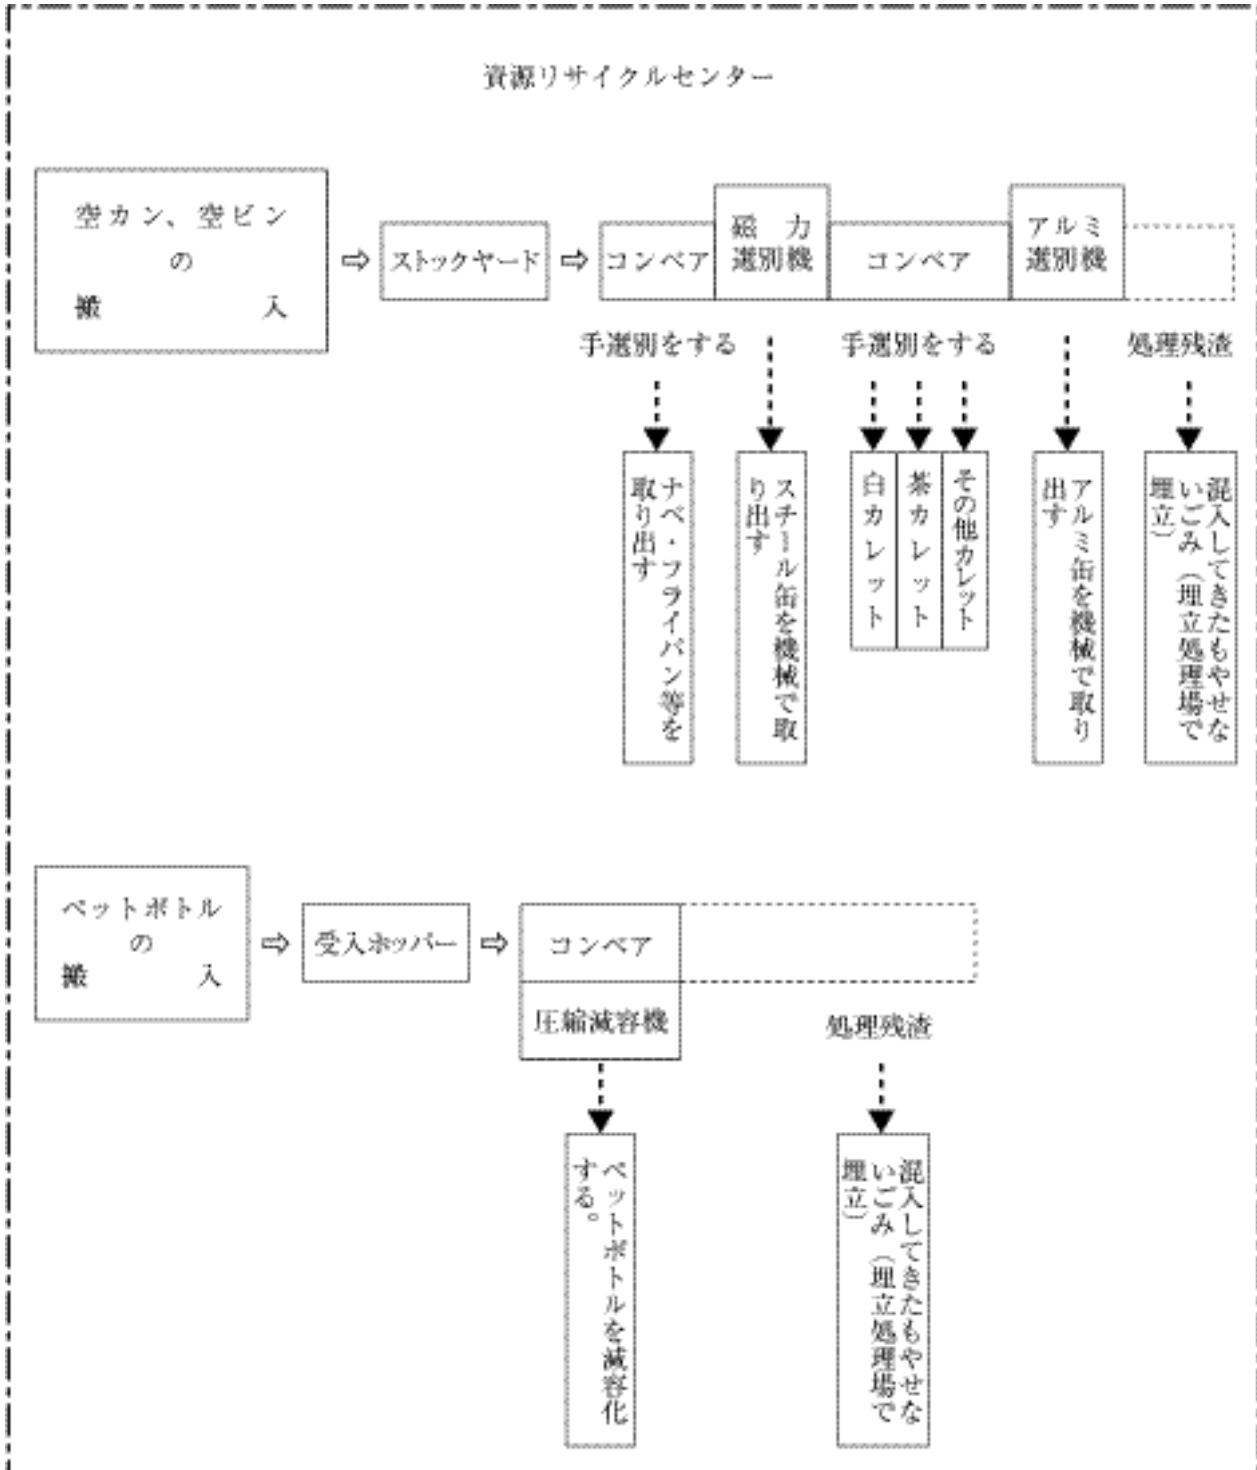 資源リサイクルセンター
空カン、空ビン
の
搬 入
ストックヤード
コンベア
磁 力
選別機
コンベア
アルミ
選別機
手選別をする
手選別をする
処理残渣
ナベ・フライパン等を
取り出す
スチール缶を機械で取
り出す
白カレット
茶カレット
その他カレット
アルミ缶を機械で取り
出す
混入してきたもやせな
いごみ(埋立処理場で
埋立)
ペットボトル
の
搬 入
受入ホッパー
コンベア
圧縮減容機
処理残渣
ペットボトルを減容化
する。
混入してきたもやせな
いごみ(埋立処理場で
埋立)